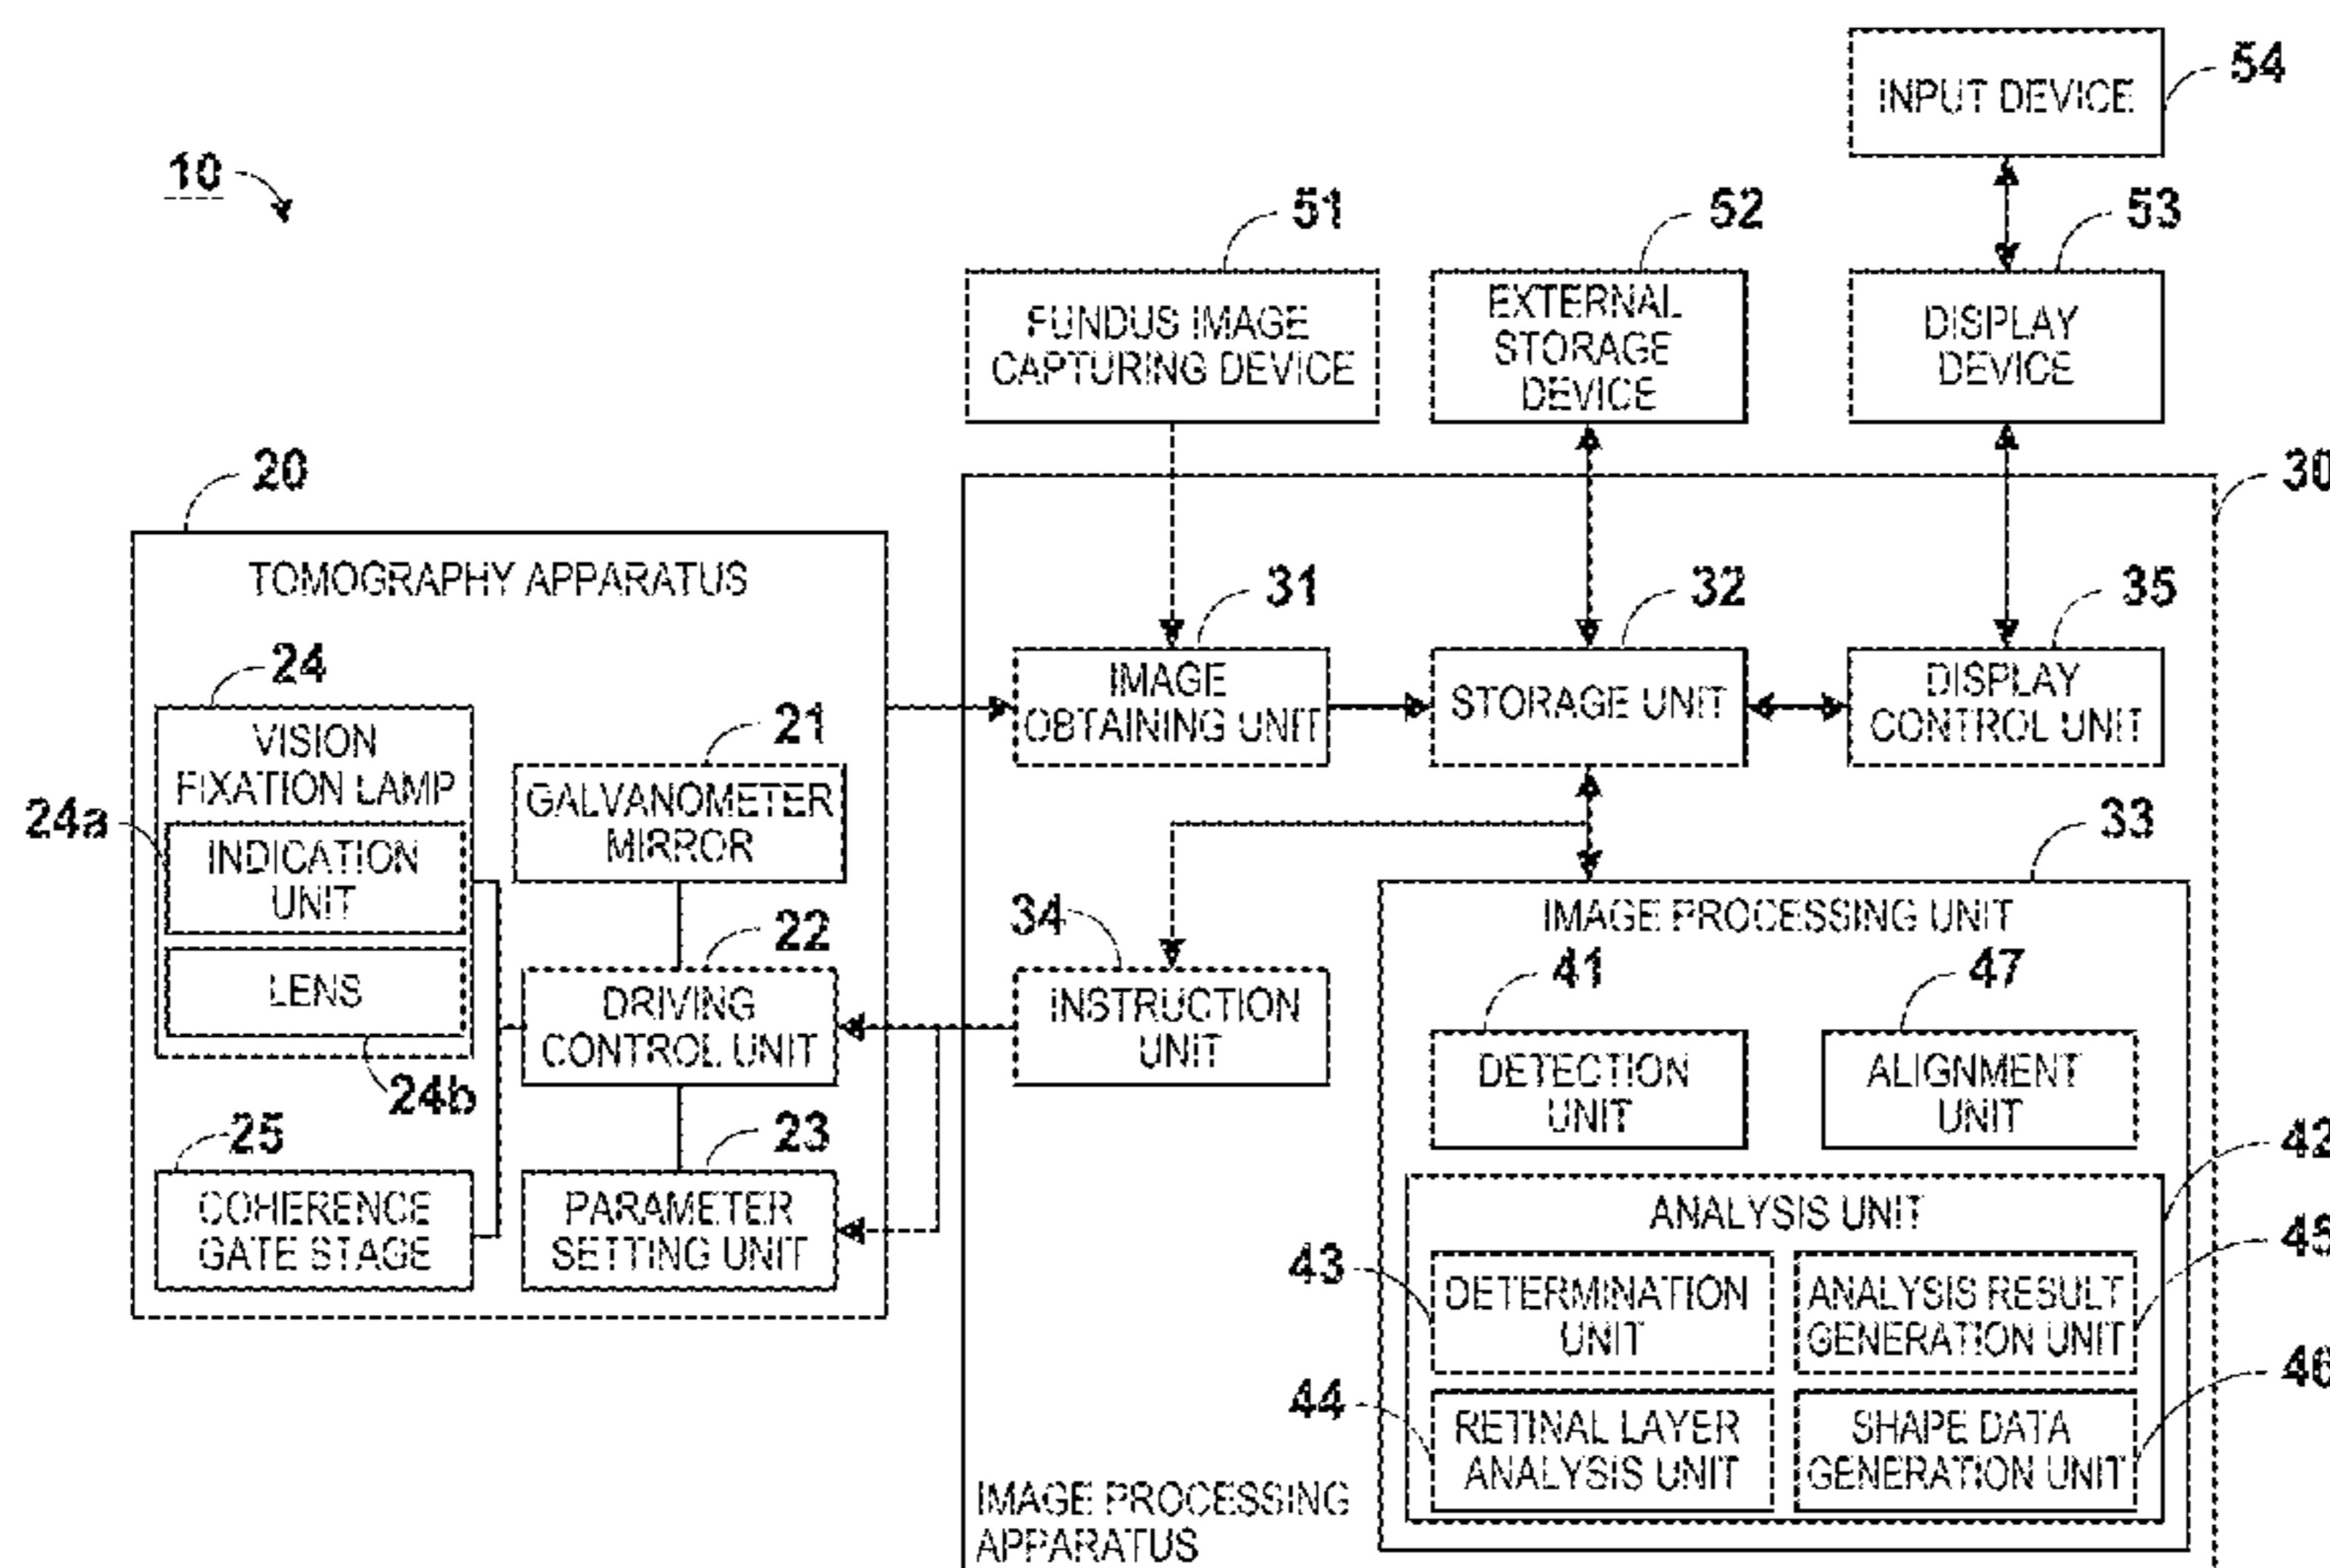 54
INPUT DEVICE
10
51
52
53
FUNDUS IMAGE
CAPTURING DEVICE
EXTERNAL
STORAGE
DEVICE
DISPLAY
DEVICE
20
30
TOMOGRAPHY APPARATUS
31
32
35
24
VISION
FIXATION LAMP
21
IMAGE
OBTAINING UNIT
STORAGE UNIT
DISPLAY
CONTROL UNIT
24a
INDICATION
UNIT
GALVANOMETER
MIRROR
33
LENS
24b
22
DRIVING
CONTROL UNIT
34
INSTRUCTION
UNIT
IMAGE PROCESSING UNIT
41
47
DETECTION
UNIT
ALIGNMENT
UNIT
25
COHERENCE
GATE STAGE
23
PARAMETER
SETTING UNIT
42
ANALYSIS UNIT
43
45
DETERMINATION
UNIT
ANALYSIS RESULT
GENERATION UNIT
44
46
RETINAL LAYER
ANALYSIS UNIT
SHAPE DATA
GENERATION UNIT
IMAGE PROCESSING
APPARATUS